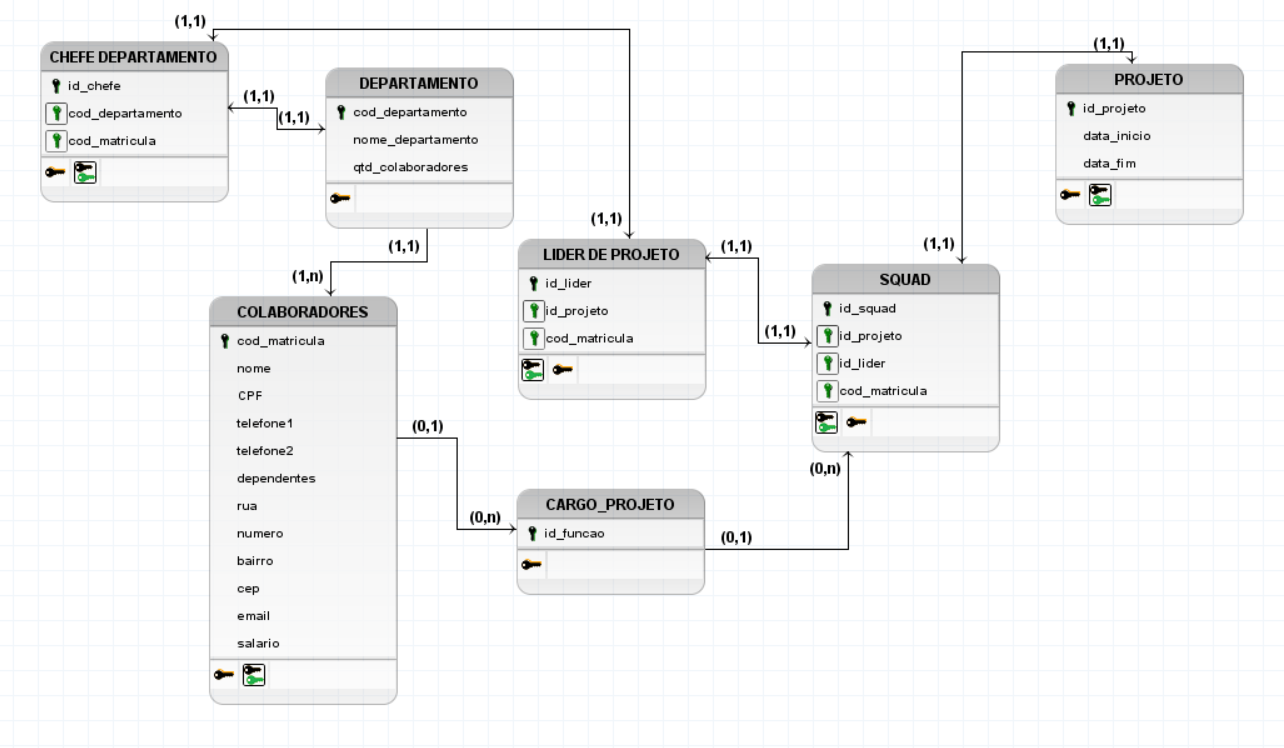 (1,1)
CHEFE DEPARTAMENTO
id_chefe
cod_departamento
cod_matricula
(1,1)
(1,1)
DEPARTAMENTO
cod_departamento
nome_departamento
qtd_colaboradores
(1,1)
PROJETO
id_projeto
data_inicio
data_fim
(1,1)
(1,n)
COLABORADORES
cod_matricula
nome
CPF
telefone1
telefone2
dependentes
rua
numero
bairro
cep
email
salario
(1,1)
LIDER DE PROJETO
id_lider
id_projeto
cod_matricula
(1,1)
(1,1)
(1,1)
SQUAD
id_squad
id_projeto
id_lider
cod_matricula
(0,1)
(0,n)
CARGO_PROJETO
id_funcao
(0,1)
(0,n)